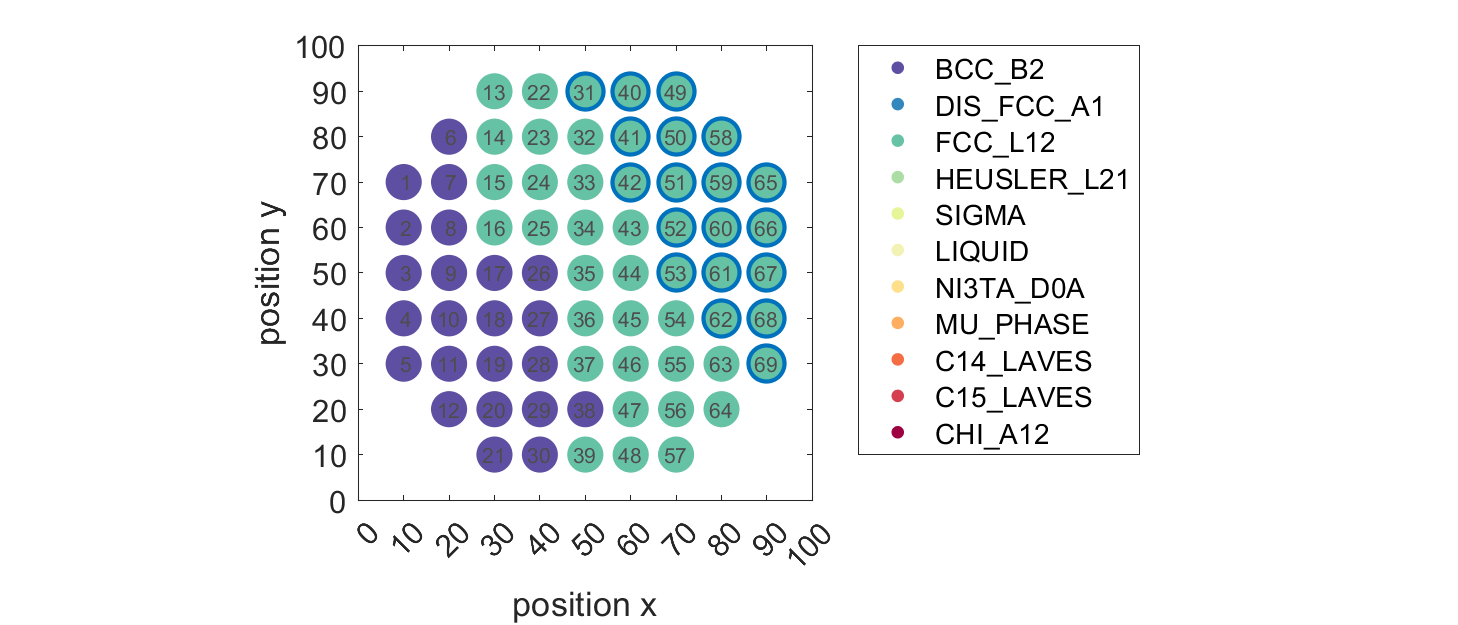 100
90
80
70
60
50
40
30
20
10
0
position y
13 22 31 40 49
6 14 23 32 41 50 58
1 7 15 24 33 42 51 59 65
2 8 16 25 34 43 52 60 66
3 9 17 26 35 44 53 61 67
4 10 18 27 36 45 54 62 68
5 11 19 28 37 46 55 63 69
12 20 29 38 47 56 64
21 30 39 48 57
0 10 20 30 40 50 60 70 80 90 100
position x
BCC_B2
DIS_FCC_A1
FCC_L12
HEUSLER_L21
SIGMA
LIQUID
NI3TA_D0A
MU_PHASE
C14_LAVES
C15_LAVES
CHI_A12